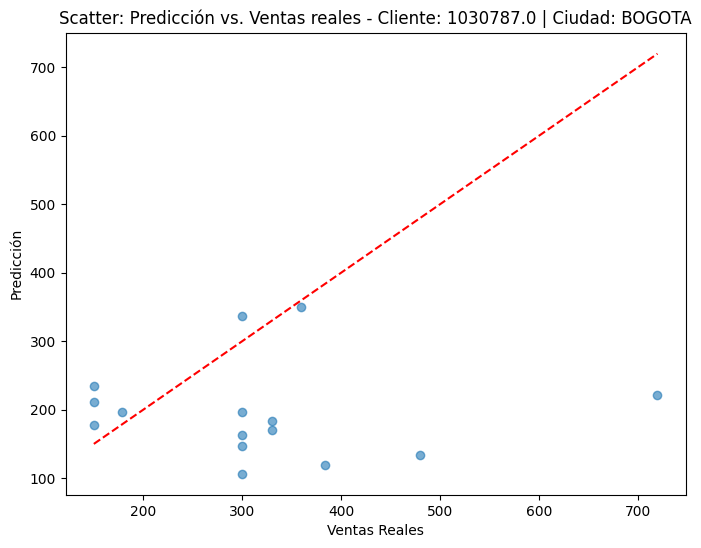 Scatter: Predicción vs. Ventas reales - Cliente: 1030787.0 | Ciudad: BOGOTA
700
600
500
400
300
200
100
Predicción
200 300 400 500 600 700
Ventas Reales